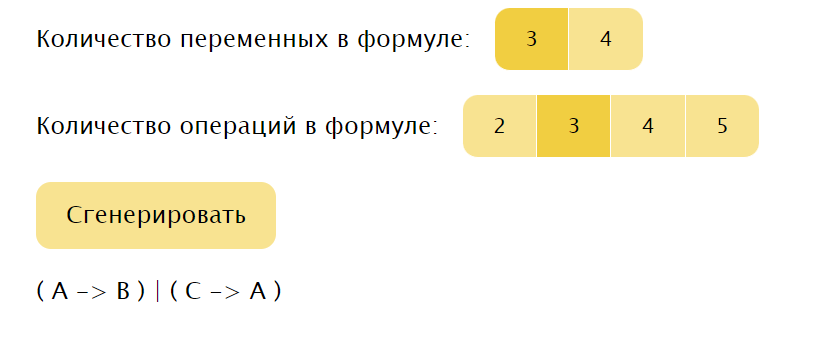 Количество переменных в формуле: 3 4
Количество операций в формуле: 2 3 4 5
Сгенерировать
( A -> B ) | ( C -> A )